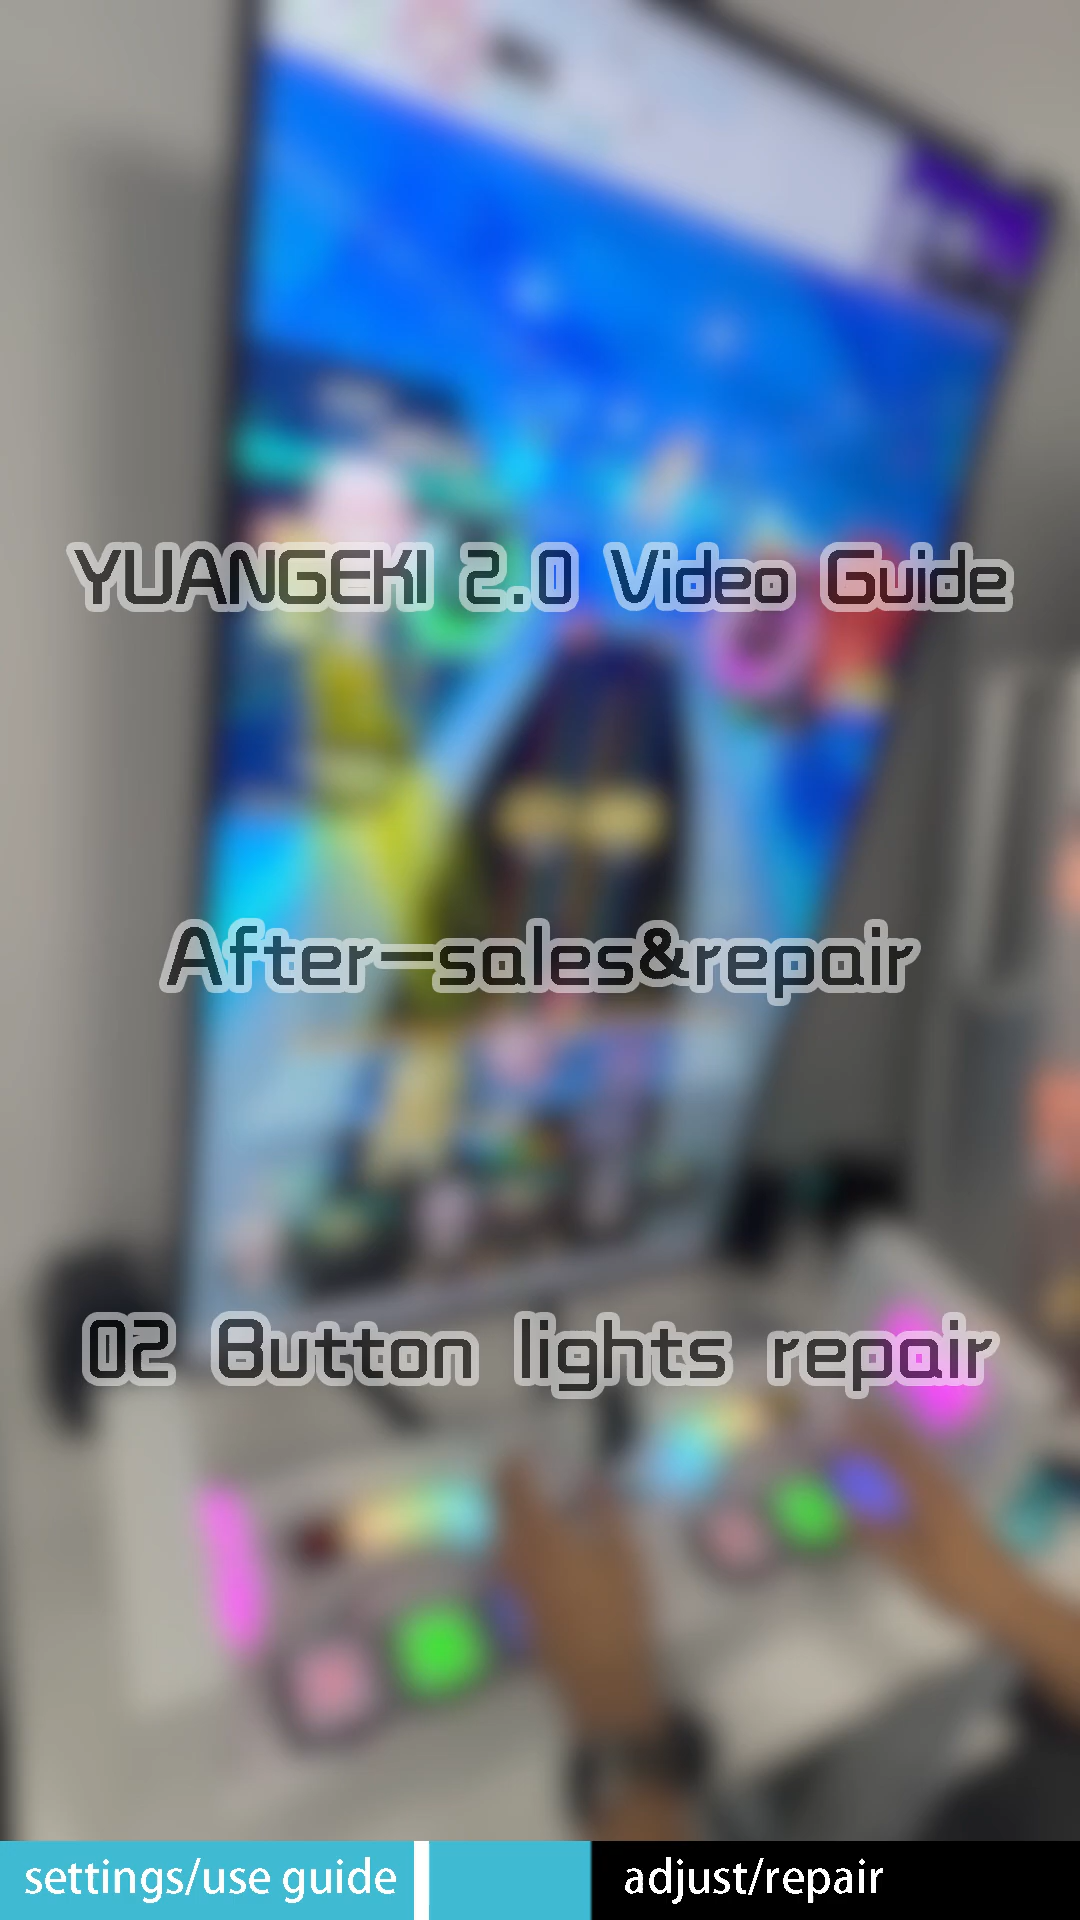 YUANGEKI 2.0 Video Guide
After-sales&repair
02 Button lights repair
settings/use guide
adjust/repair